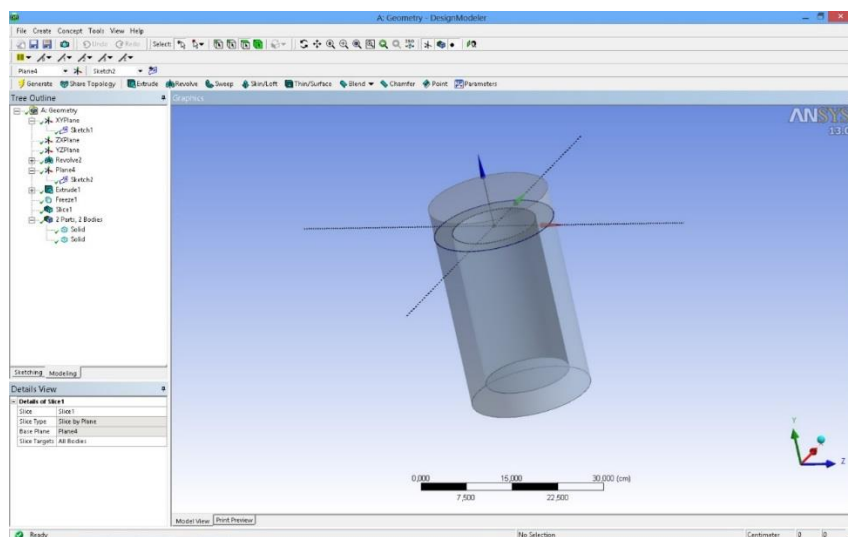 A: Geometry - DesignModeler
File Create Concept Tools View Help
Undo Redo Select:
Plane4 Sketch2
Generate Share Topology Extrude Revolve Sweep Skin/Loft Thin/Surface Blend Chamfer Point Parameters
Tree Outline
Graphics
A: Geometry
XYPlane
Sketch1
ZXPlane
YZPlane
Revolve2
Plane4
Sketch2
Extrude1
Freeze1
Slice1
2 Parts, 2 Bodies
Solid
Solid
ANSYS
13.0
Sketching Modeling
Details View
Details of Slice1
Slice Slice1
Slice Type Slice by Plane
Base Plane Plane4
Slice Targets All Bodies
Y
Z
0,000 15,000 30,000 (cm)
7,500 22,500
Model View Print Preview
Ready No Selection Centimeter 0 0